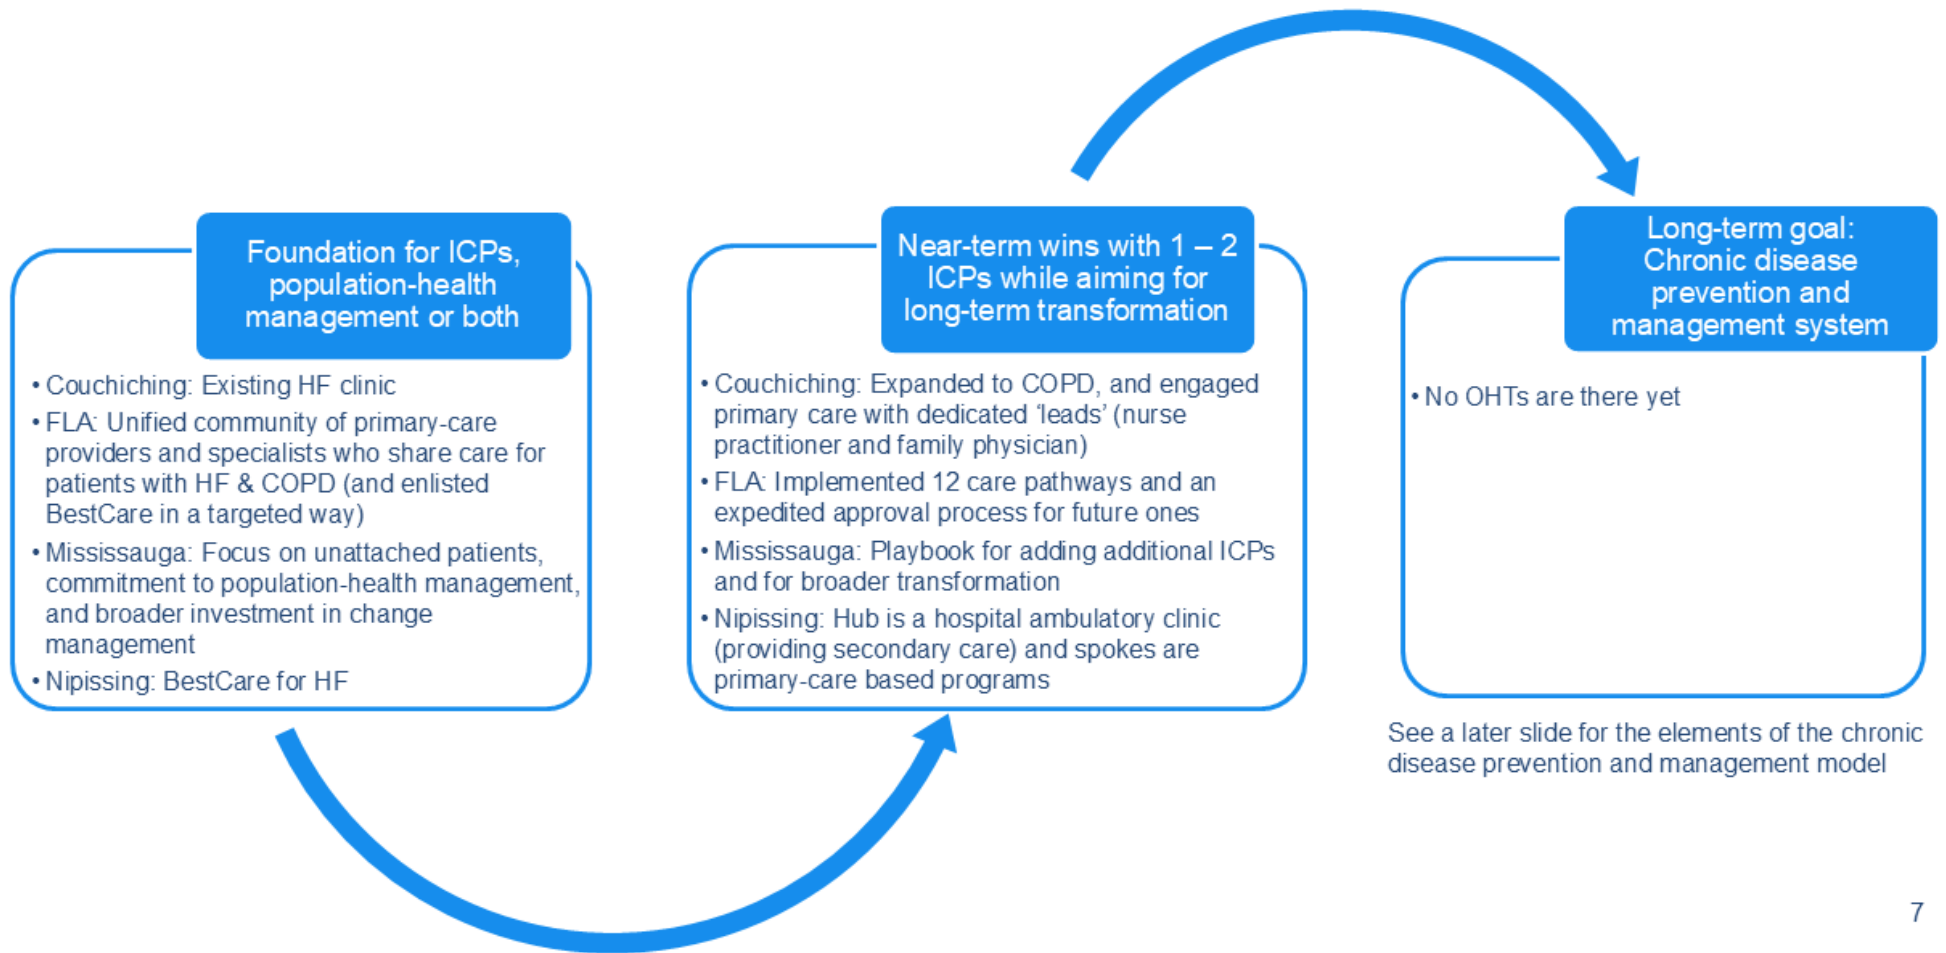 Foundation for ICPs,
population-health
management or both
• Couchiching: Existing HF clinic
• FLA: Unified community of primary-care
providers and specialists who share care for
patients with HF & COPD (and enlisted
BestCare in a targeted way)
• Mississauga: Focus on unattached patients,
commitment to population-health management,
and broader investment in change
management
• Nipissing: BestCare for HF
Near-term wins with 1 – 2
ICPs while aiming for
long-term transformation
• Couchiching: Expanded to COPD, and engaged
primary care with dedicated ‘leads’ (nurse
practitioner and family physician)
• FLA: Implemented 12 care pathways and an
expedited approval process for future ones
• Mississauga: Playbook for adding additional ICPs
and for broader transformation
• Nipissing: Hub is a hospital ambulatory clinic
(providing secondary care) and spokes are
primary-care based programs
Long-term goal:
Chronic disease
prevention and
management system
• No OHTs are there yet
See a later slide for the elements of the chronic
disease prevention and management model
7